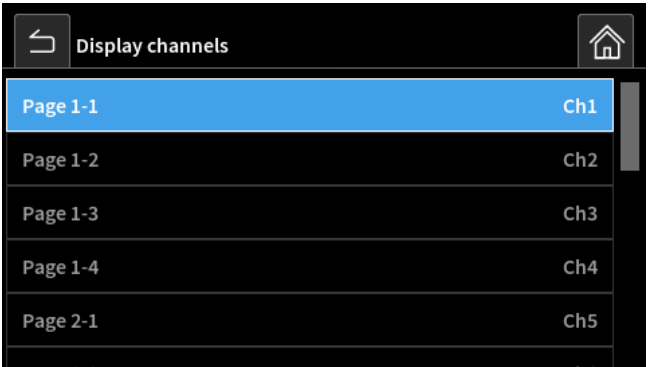 Display channels
Page 1-1 Ch1
Page 1-2 Ch2
Page 1-3 Ch3
Page 1-4 Ch4
Page 2-1 Ch5